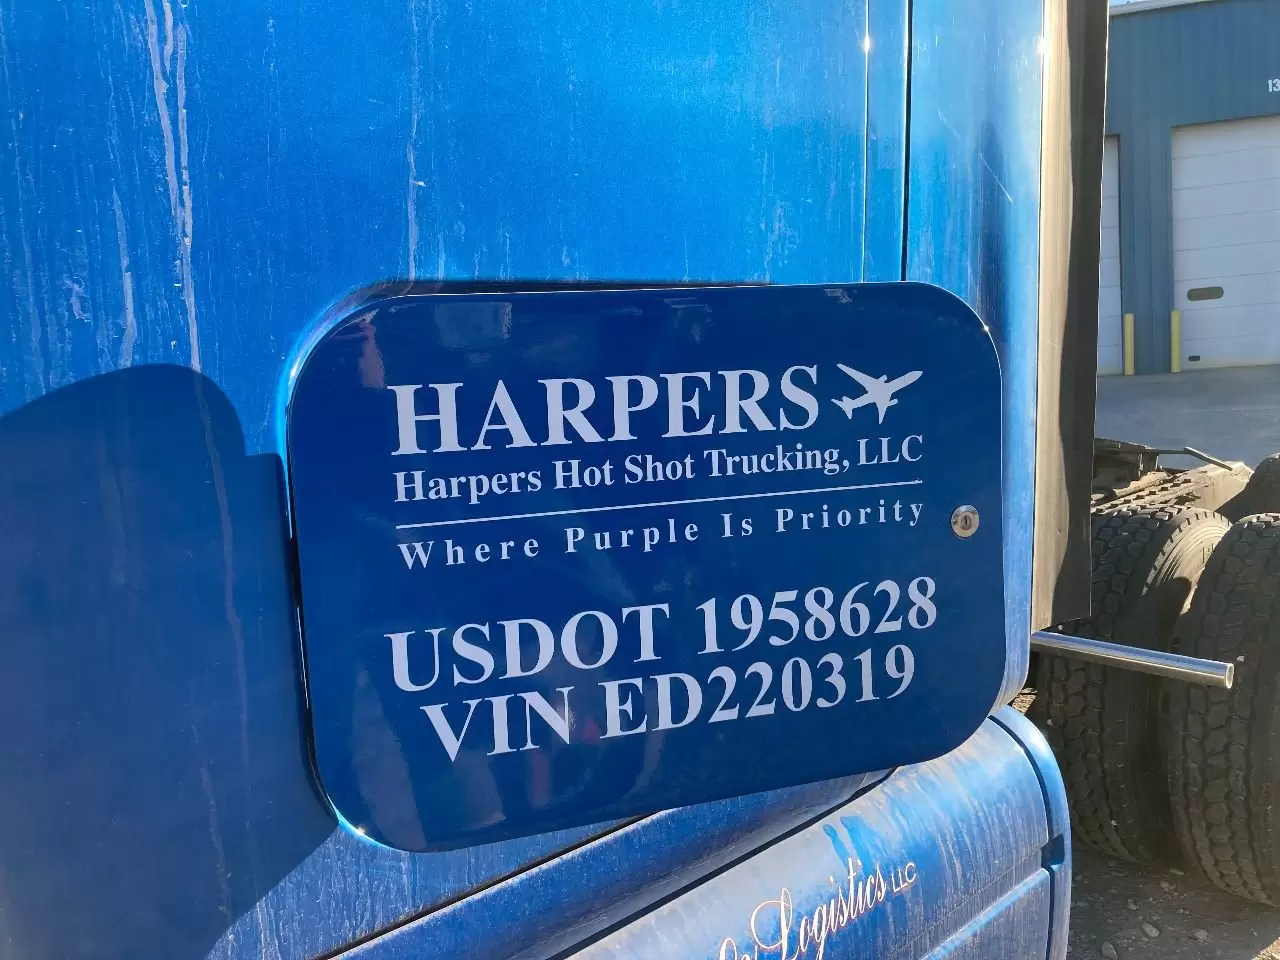 HARPERS
Harpers Hot Shot Trucking, LLC
Where Purple Is Priority
USDOT 1958628
VIN ED220319
Logistics LLC